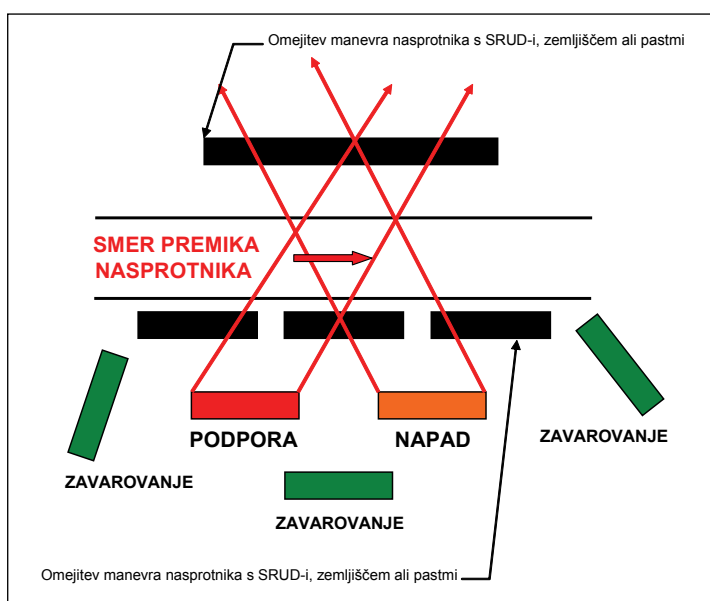 Omejitev manevra nasprotnika s SRUD-i, zemljiščem ali pastmi
SMER PREMIKA
NASPROTNIKA
PODPORA
NAPAD
ZAVAROVANJE
ZAVAROVANJE
ZAVAROVANJE
Omejitev manevra nasprotnika s SRUD-i, zemljiščem ali pastmi